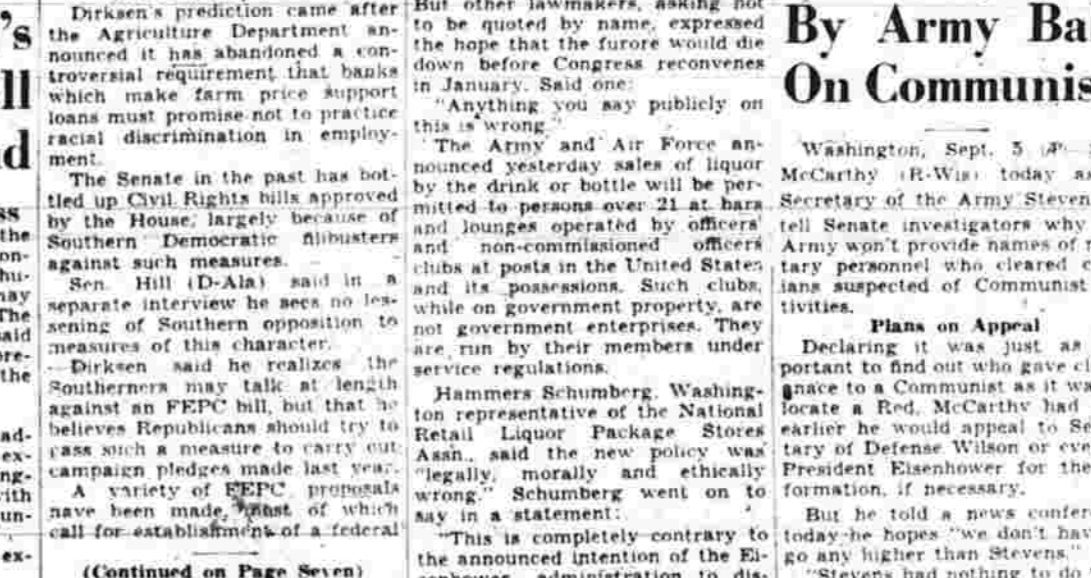 's
ll
d
ss
the
on-
hu-
nay
The
said
ore-
the
ad-
ex-
ng-
rith
un-
ex-
Dirksen's prediction came after
the Agriculture Department an-
nounced it has abandoned a con-
troversial requirement that banks
which make farm price support
loans must promise not to practice
racial discrimination in employ-
ment.
The Senate in the past has bot-
tled up Civil Rights bills approved
by the House, largely because of
Southern Democratic filibusters
against such measures.
Sen. Hill (D-Ala) said in a
separate interview he sees no les-
sening of Southern opposition to
measures of this character.
Dirksen said he realizes the
Southerners may talk at length
against an FEPC bill, but that he
believes Republicans should try to
pass such a measure to carry out
campaign pledges made last year.
A variety of FEPC proposals
have been made, most of which
call for establishment of a federal
(Continued on Page Seven)
But other lawmakers, asking not
to be quoted by name, expressed
the hope that the furore would die
down before Congress reconvenes
in January. Said one:
"Anything you say publicly on
this is wrong."
The Army and Air Force an-
nounced yesterday sales of liquor
by the drink or bottle will be per-
mitted to persons over 21 at bars
and lounges operated by officers'
and non-commissioned officers
clubs at posts in the United States
and its possessions. Such clubs,
while on government property, are
not government enterprises. They
are run by their members under
service regulations.
Hammers Schumberg, Washing-
ton representative of the National
Retail Liquor Package Stores
Assn., said the new policy was
"legally, morally and ethically
wrong." Schumberg went on to
say in a statement:
"This is completely contrary to
the announced intention of the Ei-
senhower administration to dis-
By Army Ba
On Communis
Washington, Sept. 5 (AP)
McCarthy (R-Wis) today as
Secretary of the Army Steven
tell Senate investigators why
Army won't provide names of
tary personnel who cleared c
ians suspected of Communist
tivities.
Plans on Appeal
Declaring it was just as
portant to find out who gave cl
anace to a Communist as it w
locate a Red, McCarthy had
earlier he would appeal to Se
tary of Defense Wilson or eve
President Eisenhower for the
formation, if necessary.
But he told a news confer
today he hopes "we don't hav
go any higher than Stevens."
"Stevens had nothing to do